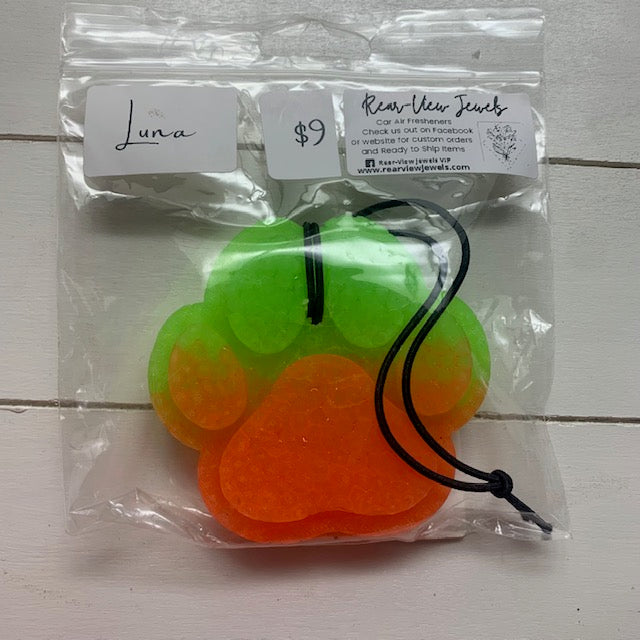 Luna
$9
Rear-View Jewels
Car Air Fresheners
Check us out on Facebook
or website for custom orders
and Ready to Ship Items
Rear-View Jewels VIP
www.rearviewjewels.com